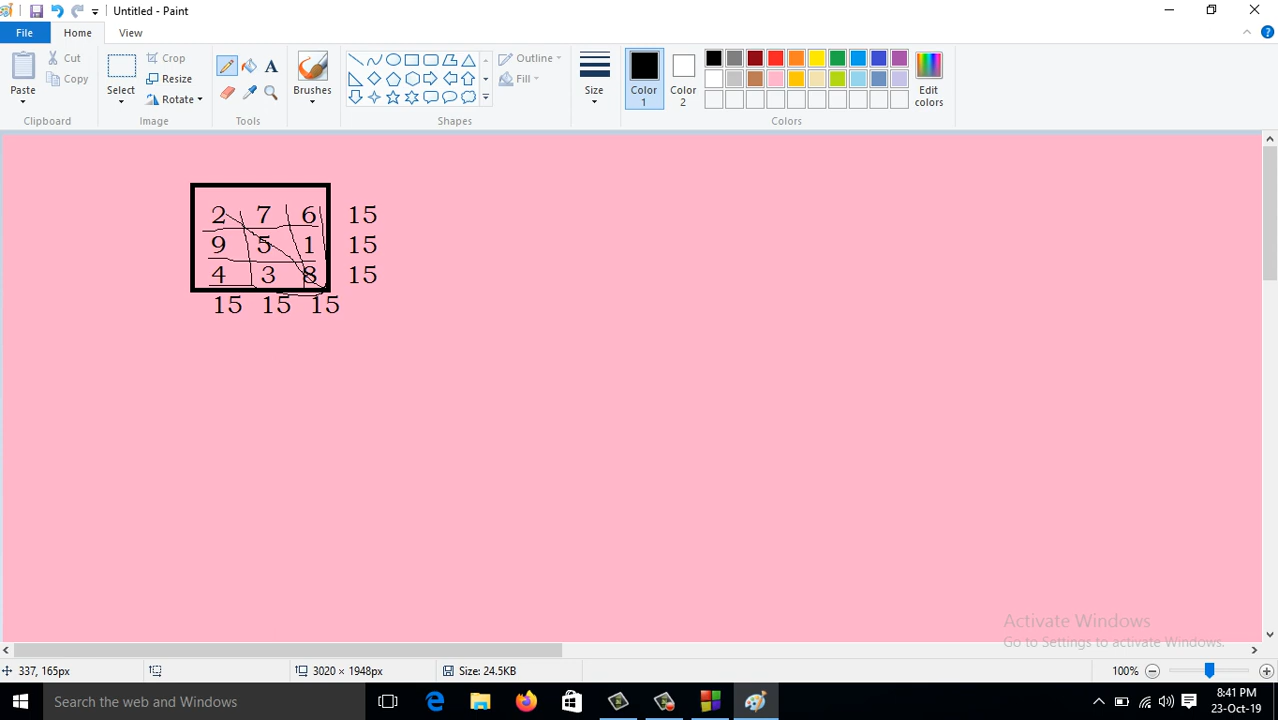 Untitled - Paint
File Home View
Paste Cut Copy Clipboard
Select Crop Resize Rotate Image
A Tools
Brushes
Shapes Outline Fill
Size
Color 1 Color 2 Edit colors Colors
2 7 6 15
9 5 1 15
4 3 8 15
15 15 15
Activate Windows
Go to Settings to activate Windows.
337, 165px 3020 × 1948px Size: 24.5KB 100%
Search the web and Windows
8:41 PM
23-Oct-19